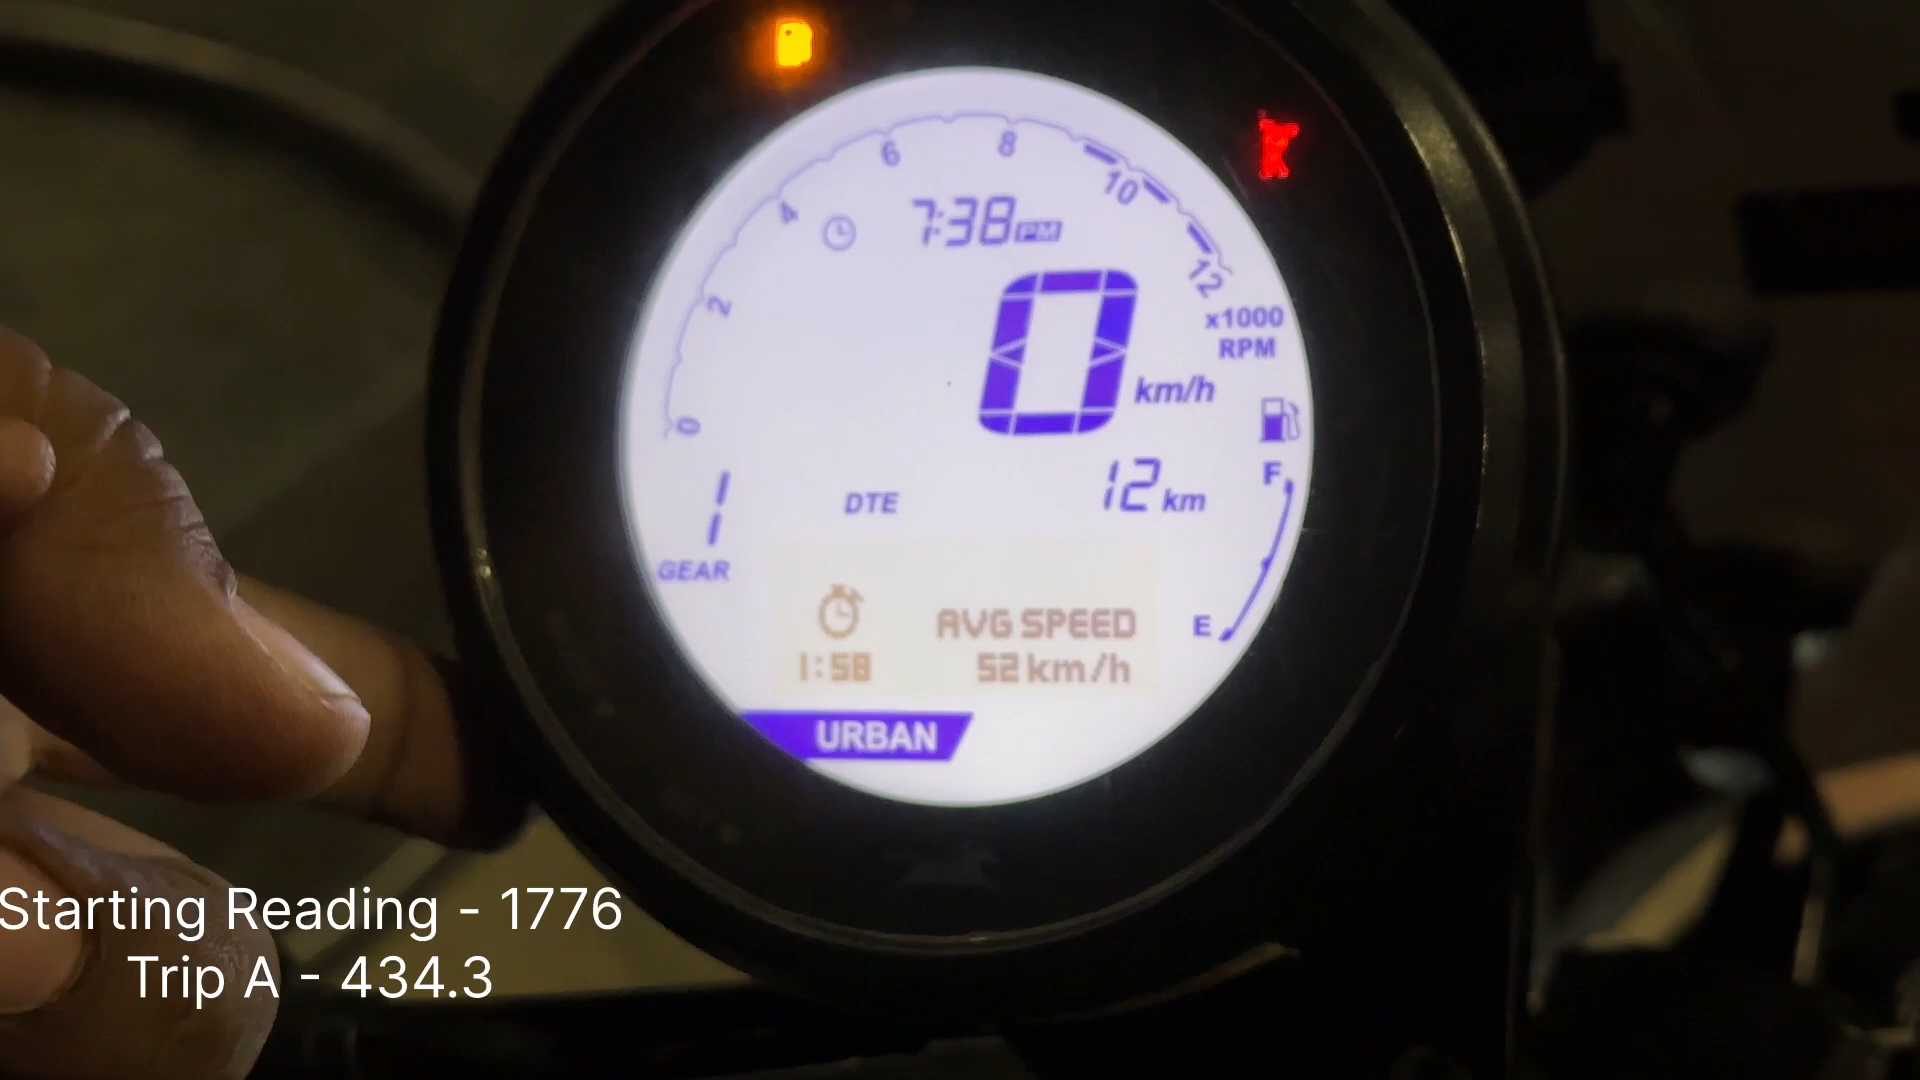 6 8
4 10
7:38 PM
2 12
0 km/h
x1000
RPM
0
F
DTE 12 km
GEAR 1
AVG SPEED
E
1:58 52 km/h
URBAN
Starting Reading - 1776
Trip A - 434.3